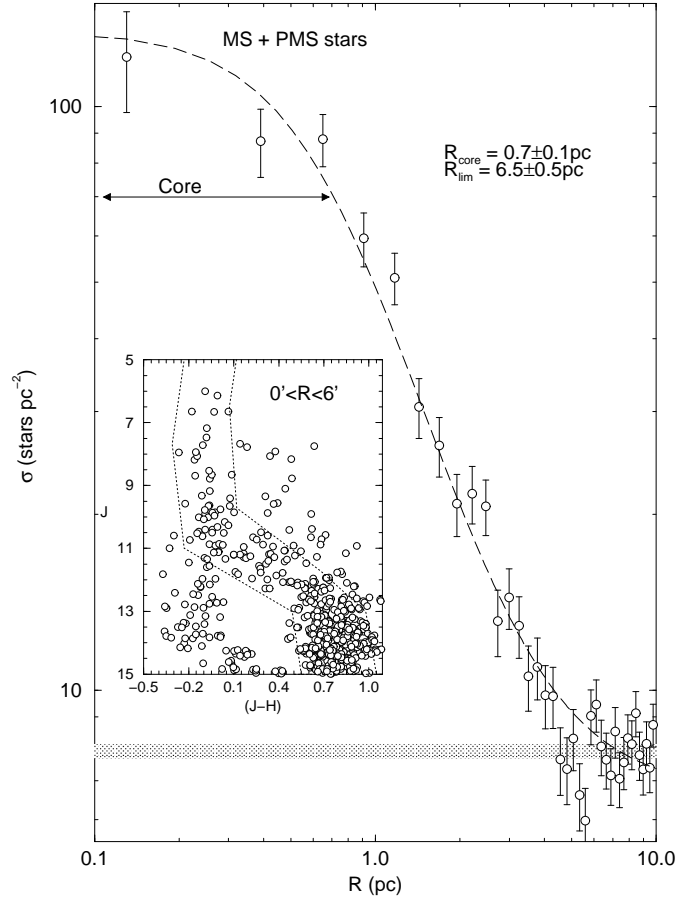 MS + PMS stars
100
R_core = 0.7±0.1pc
R_lim = 6.5±0.5pc
Core
σ (stars pc⁻²)
0'<R<6'
5
7
9
J
11
13
15
−0.5 −0.2 0.1 0.4 0.7 1.0
(J−H)
10
0.1 1.0 10.0
R (pc)